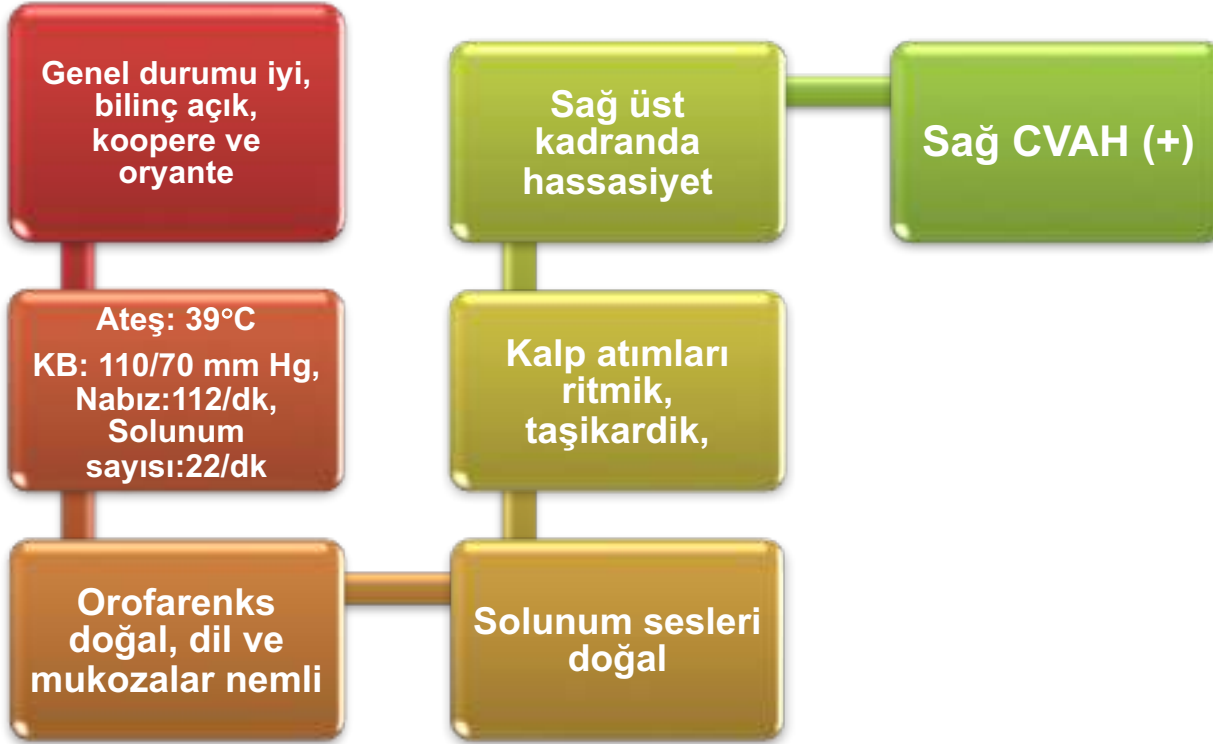 Genel durumu iyi,
bilinç açık,
koopere ve
oryante
Ateş: 39°C
KB: 110/70 mm Hg,
Nabız:112/dk,
Solunum
sayısı:22/dk
Orofarenks
doğal, dil ve
mukozalar nemli
Solunum sesleri
doğal
Kalp atımları
ritmik,
taşikardik,
Sağ üst
kadranda
hassasiyet
Sağ CVAH (+)